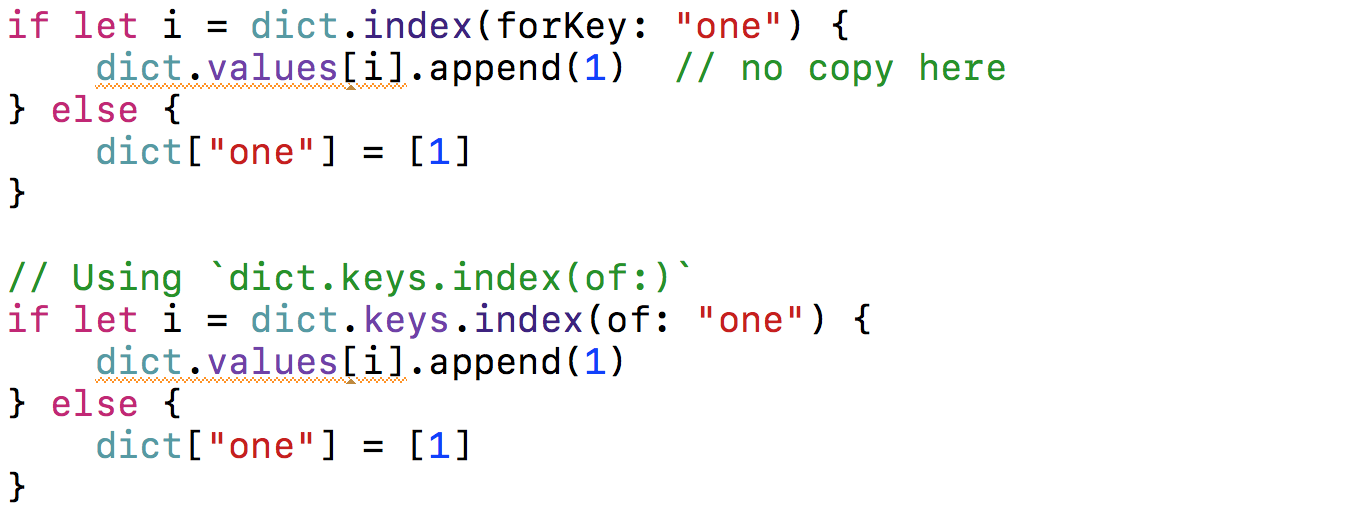 if let i = dict.index(forKey: "one") {
    dict.values[i].append(1)  // no copy here
} else {
    dict["one"] = [1]
}

// Using `dict.keys.index(of:)`
if let i = dict.keys.index(of: "one") {
    dict.values[i].append(1)
} else {
    dict["one"] = [1]
}